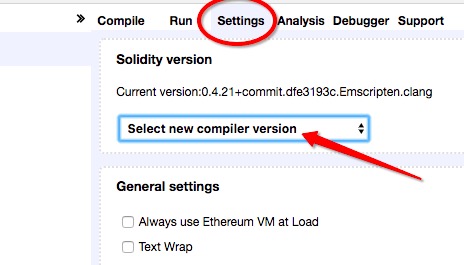 » Compile Run Settings Analysis Debugger Support
Solidity version
Current version:0.4.21+commit.dfe3193c.Emscripten.clang
Select new compiler version
General settings
Always use Ethereum VM at Load
Text Wrap